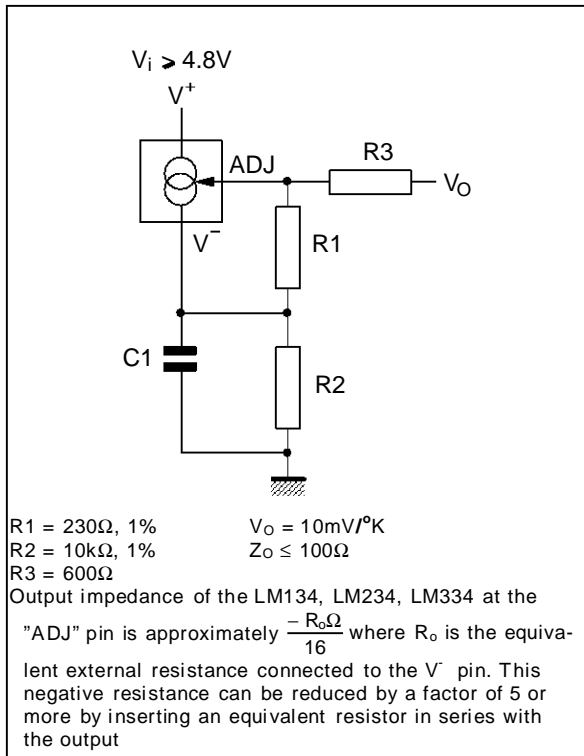 Vi ⩾ 4.8V
V+
ADJ
R3
VO
V−
R1
C1
R2
R1 = 230Ω, 1%
VO = 10mV/°K
R2 = 10kΩ, 1%
ZO ≤ 100Ω
R3 = 600Ω
Output impedance of the LM134, LM234, LM334 at the
"ADJ" pin is approximately − RoΩ / 16 where Ro is the equiva-
lent external resistance connected to the V- pin. This
negative resistance can be reduced by a factor of 5 or
more by inserting an equivalent resistor in series with
the output